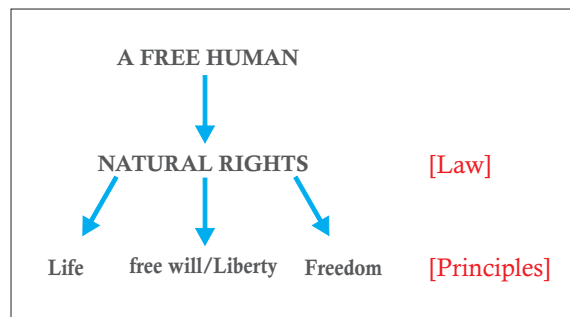 A FREE HUMAN
NATURAL RIGHTS [Law]
Life free will/Liberty Freedom [Principles]